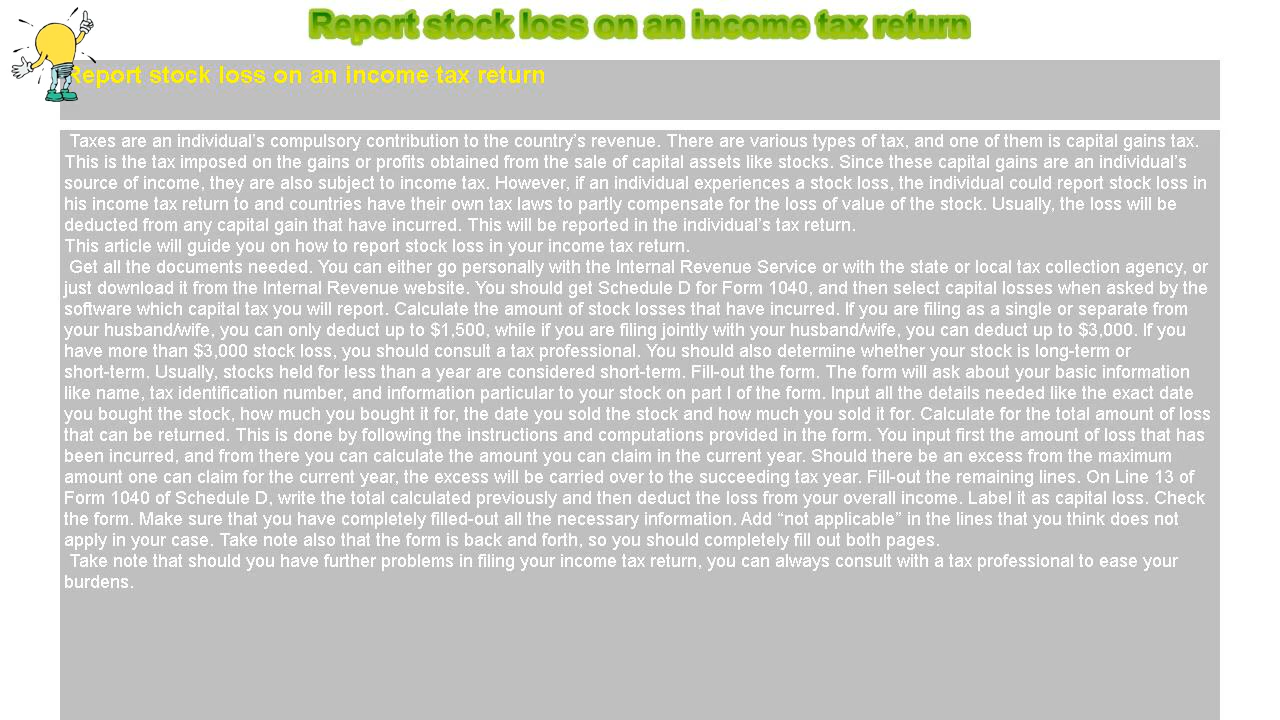 Report stock loss on an income tax return
Report stock loss on an income tax return
Taxes are an individual's compulsory contribution to the country's revenue. There are various types of tax, and one of them is capital gains tax.
This is the tax imposed on the gains or profits obtained from the sale of capital assets like stocks. Since these capital gains are an individual's
source of income, they are also subject to income tax. However, if an individual experiences a stock loss, the individual could report stock loss in
his income tax return to and countries have their own tax laws to partly compensate for the loss of value of the stock. Usually, the loss will be
deducted from any capital gain that have incurred. This will be reported in the individual's tax return.
This article will guide you on how to report stock loss in your income tax return.
Get all the documents needed. You can either go personally with the Internal Revenue Service or with the state or local tax collection agency, or
just download it from the Internal Revenue website. You should get Schedule D for Form 1040, and then select capital losses when asked by the
software which capital tax you will report. Calculate the amount of stock losses that have incurred. If you are filing as a single or separate from
your husband/wife, you can only deduct up to $1,500, while if you are filing jointly with your husband/wife, you can deduct up to $3,000. If you
have more than $3,000 stock loss, you should consult a tax professional. You should also determine whether your stock is long-term or
short-term. Usually, stocks held for less than a year are considered short-term. Fill-out the form. The form will ask about your basic information
like name, tax identification number, and information particular to your stock on part I of the form. Input all the details needed like the exact date
you bought the stock, how much you bought it for, the date you sold the stock and how much you sold it for. Calculate for the total amount of loss
that can be returned. This is done by following the instructions and computations provided in the form. You input first the amount of loss that has
been incurred, and from there you can calculate the amount you can claim in the current year. Should there be an excess from the maximum
amount one can claim for the current year, the excess will be carried over to the succeeding tax year. Fill-out the remaining lines. On Line 13 of
Form 1040 of Schedule D, write the total calculated previously and then deduct the loss from your overall income. Label it as capital loss. Check
the form. Make sure that you have completely filled-out all the necessary information. Add “not applicable” in the lines that you think does not
apply in your case. Take note also that the form is back and forth, so you should completely fill out both pages.
Take note that should you have further problems in filing your income tax return, you can always consult with a tax professional to ease your
burdens.